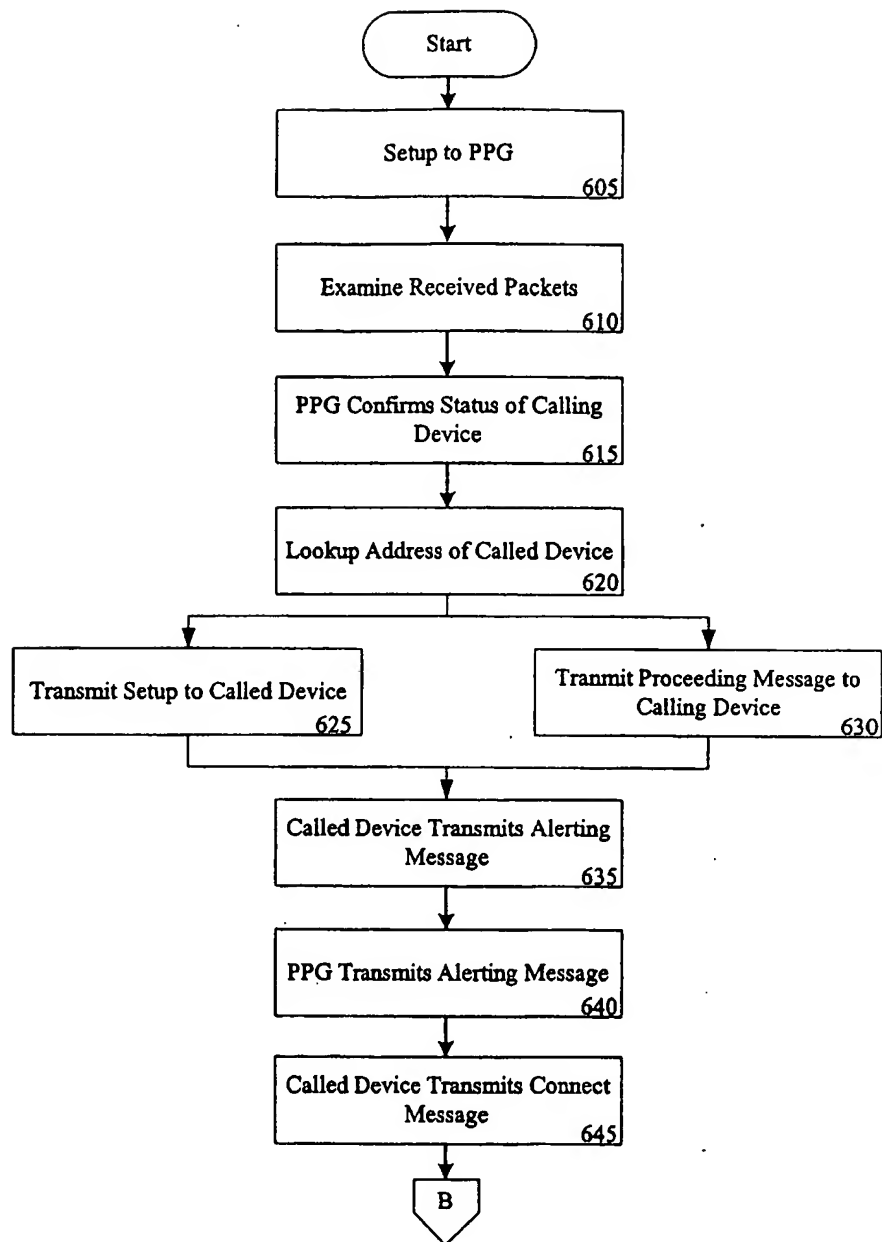 Start
Setup to PPG
605
Examine Received Packets
610
PPG Confirms Status of Calling
Device
615
Lookup Address of Called Device
620
Transmit Setup to Called Device
625
Tranmit Proceeding Message to
Calling Device
630
Called Device Transmits Alerting
Message
635
PPG Transmits Alerting Message
640
Called Device Transmits Connect
Message
645
B